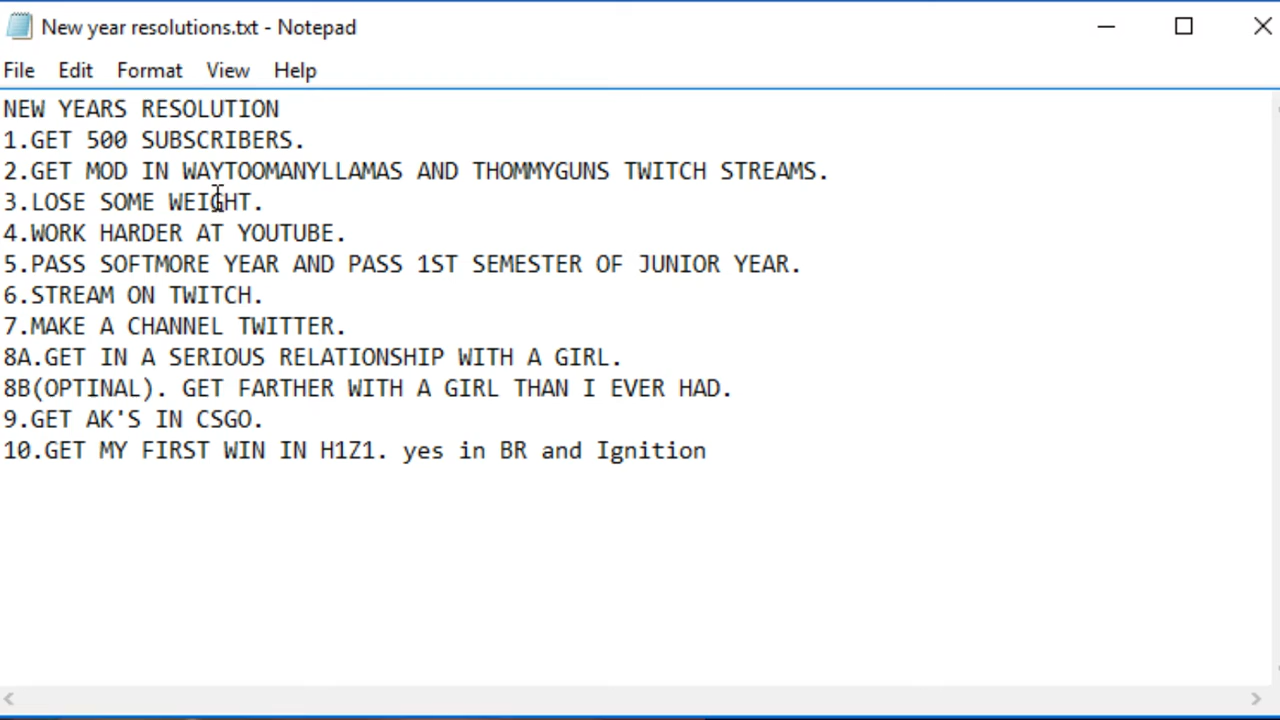 New year resolutions.txt - Notepad
File Edit Format View Help
NEW YEARS RESOLUTION
1.GET 500 SUBSCRIBERS.
2.GET MOD IN WAYTOOMANYLLAMAS AND THOMMYGUNS TWITCH STREAMS.
3.LOSE SOME WEIGHT.
4.WORK HARDER AT YOUTUBE.
5.PASS SOFTMORE YEAR AND PASS 1ST SEMESTER OF JUNIOR YEAR.
6.STREAM ON TWITCH.
7.MAKE A CHANNEL TWITTER.
8A.GET IN A SERIOUS RELATIONSHIP WITH A GIRL.
8B(OPTINAL). GET FARTHER WITH A GIRL THAN I EVER HAD.
9.GET AK'S IN CSGO.
10.GET MY FIRST WIN IN H1Z1. yes in BR and Ignition